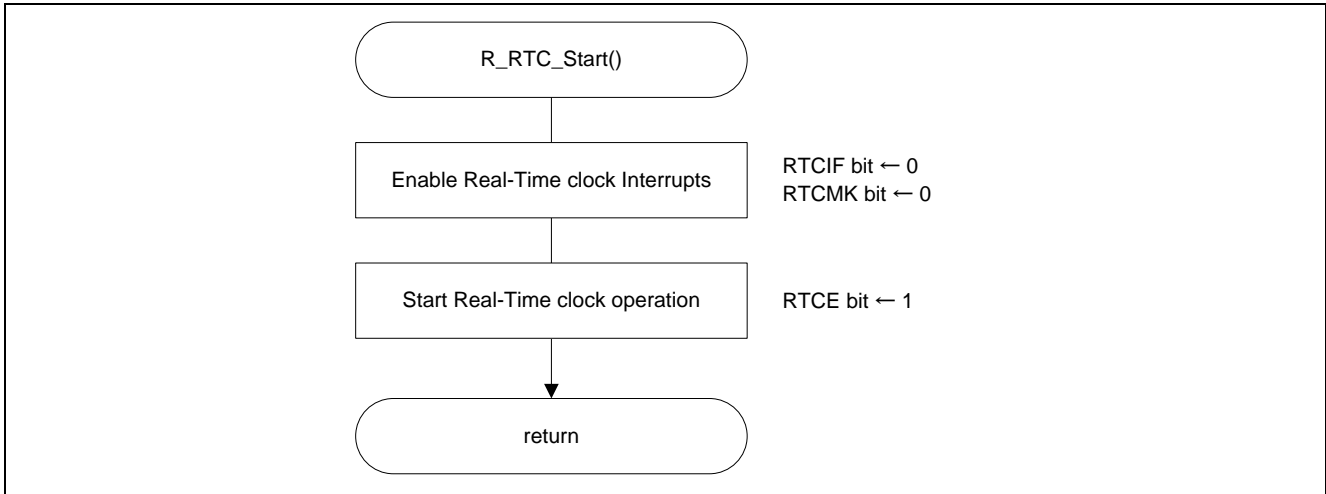 R_RTC_Start()
Enable Real-Time clock Interrupts
RTCIF bit ← 0
RTCMK bit ← 0
Start Real-Time clock operation
RTCE bit ← 1
return